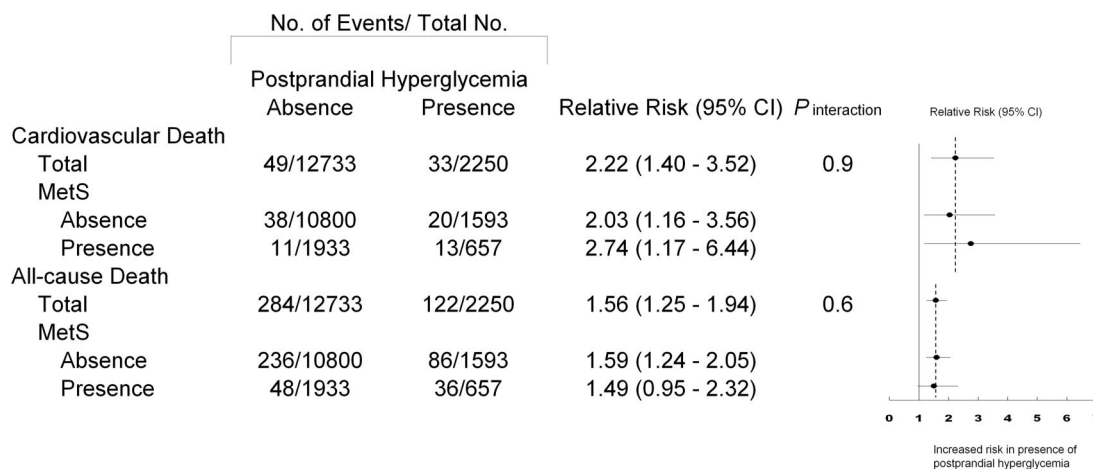 No. of Events/ Total No.
Postprandial Hyperglycemia
Absence Presence Relative Risk (95% CI) P interaction Relative Risk (95% CI)
Cardiovascular Death
Total 49/12733 33/2250 2.22 (1.40 - 3.52) 0.9
MetS
Absence 38/10800 20/1593 2.03 (1.16 - 3.56)
Presence 11/1933 13/657 2.74 (1.17 - 6.44)
All-cause Death
Total 284/12733 122/2250 1.56 (1.25 - 1.94) 0.6
MetS
Absence 236/10800 86/1593 1.59 (1.24 - 2.05)
Presence 48/1933 36/657 1.49 (0.95 - 2.32)
0 1 2 3 4 5 6
Increased risk in presence of
postprandial hyperglycemia